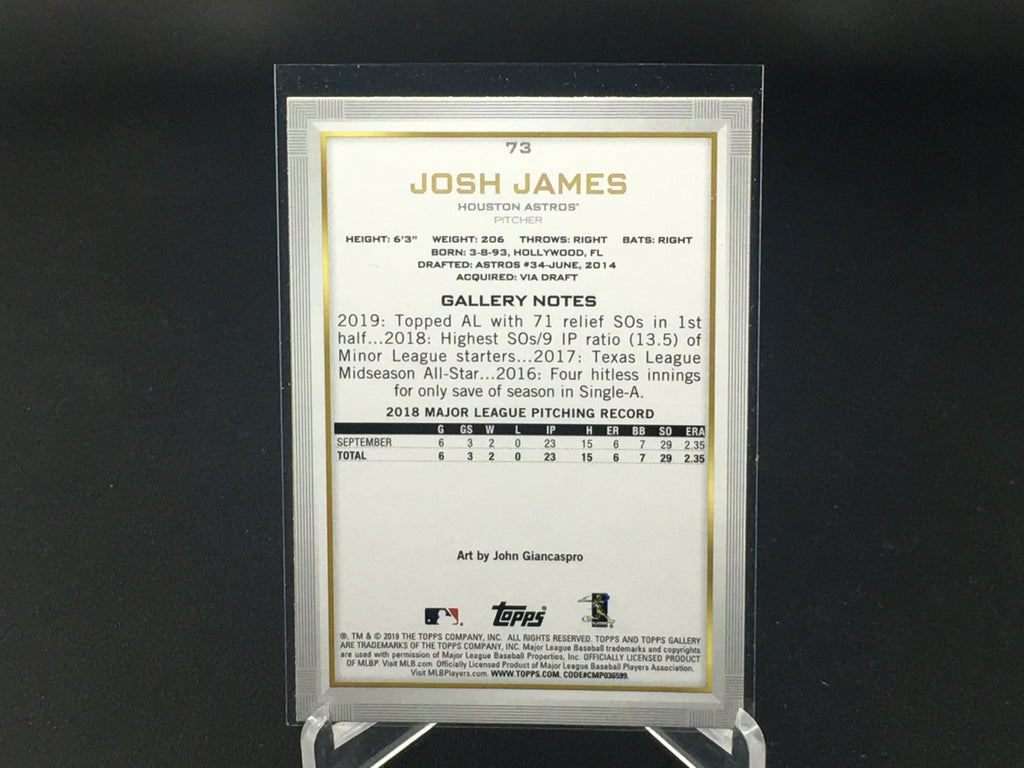 73
JOSH JAMES
HOUSTON ASTROS®
PITCHER
HEIGHT: 6'3" WEIGHT: 206 THROWS: RIGHT BATS: RIGHT
BORN: 3-8-93, HOLLYWOOD, FL
DRAFTED: ASTROS #34-JUNE, 2014
ACQUIRED: VIA DRAFT
GALLERY NOTES
2019: Topped AL with 71 relief SOs in 1st
half...2018: Highest SOs/9 IP ratio (13.5) of
Minor League starters...2017: Texas League
Midseason All-Star...2016: Four hitless innings
for only save of season in Single-A.
2018 MAJOR LEAGUE PITCHING RECORD
G GS W L IP H ER BB SO ERA
SEPTEMBER 6 3 2 0 23 15 6 7 29 2.35
TOTAL 6 3 2 0 23 15 6 7 29 2.35
Art by John Giancaspro
topps
®, TM & © 2019 THE TOPPS COMPANY, INC. ALL RIGHTS RESERVED. TOPPS AND TOPPS GALLERY
ARE TRADEMARKS OF THE TOPPS COMPANY, INC. Major League Baseball trademarks and copyrights
are used with permission of Major League Baseball Properties, Inc. OFFICIALLY LICENSED PRODUCT
OF MLBP. Visit MLB.com Officially Licensed Product of Major League Baseball Players Association.
Visit MLBPlayers.com. WWW.TOPPS.COM. CODE#CMP036599.